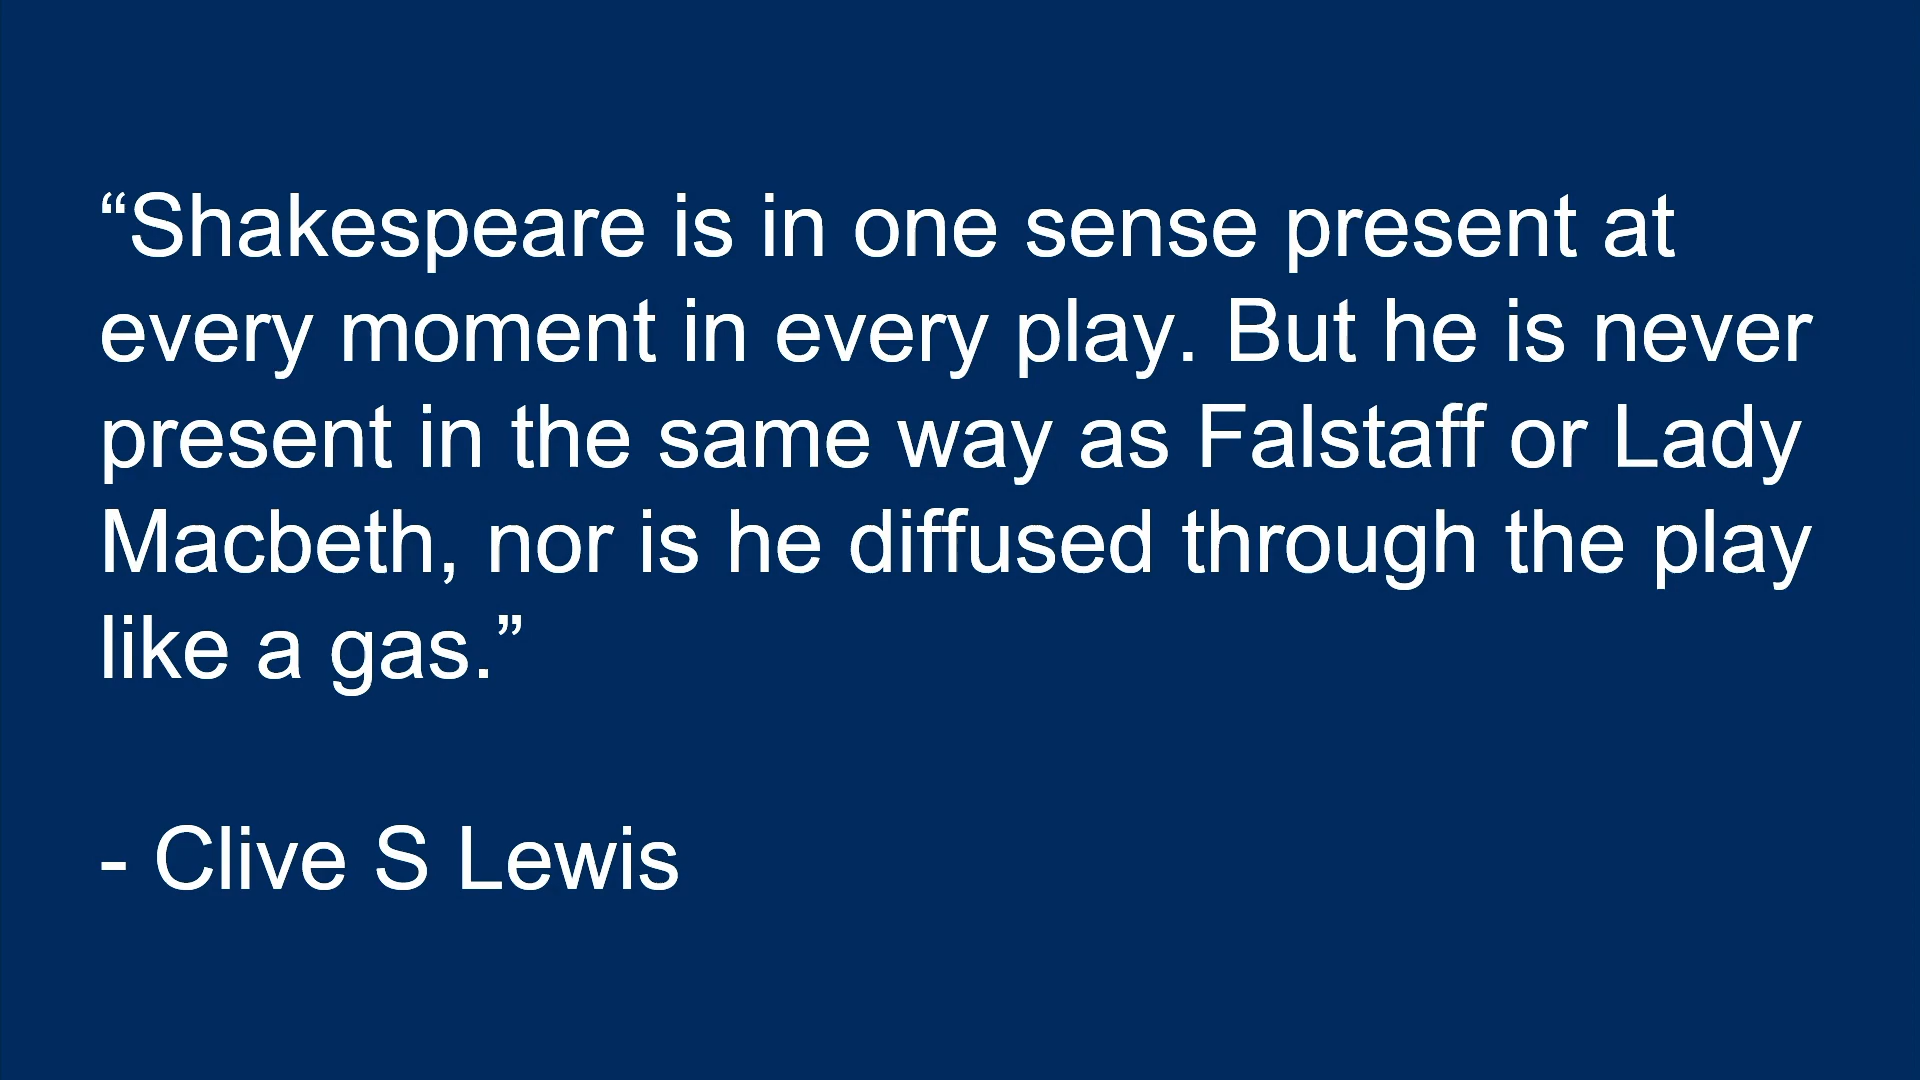 “Shakespeare is in one sense present at
every moment in every play. But he is never
present in the same way as Falstaff or Lady
Macbeth, nor is he diffused through the play
like a gas.”
- Clive S Lewis